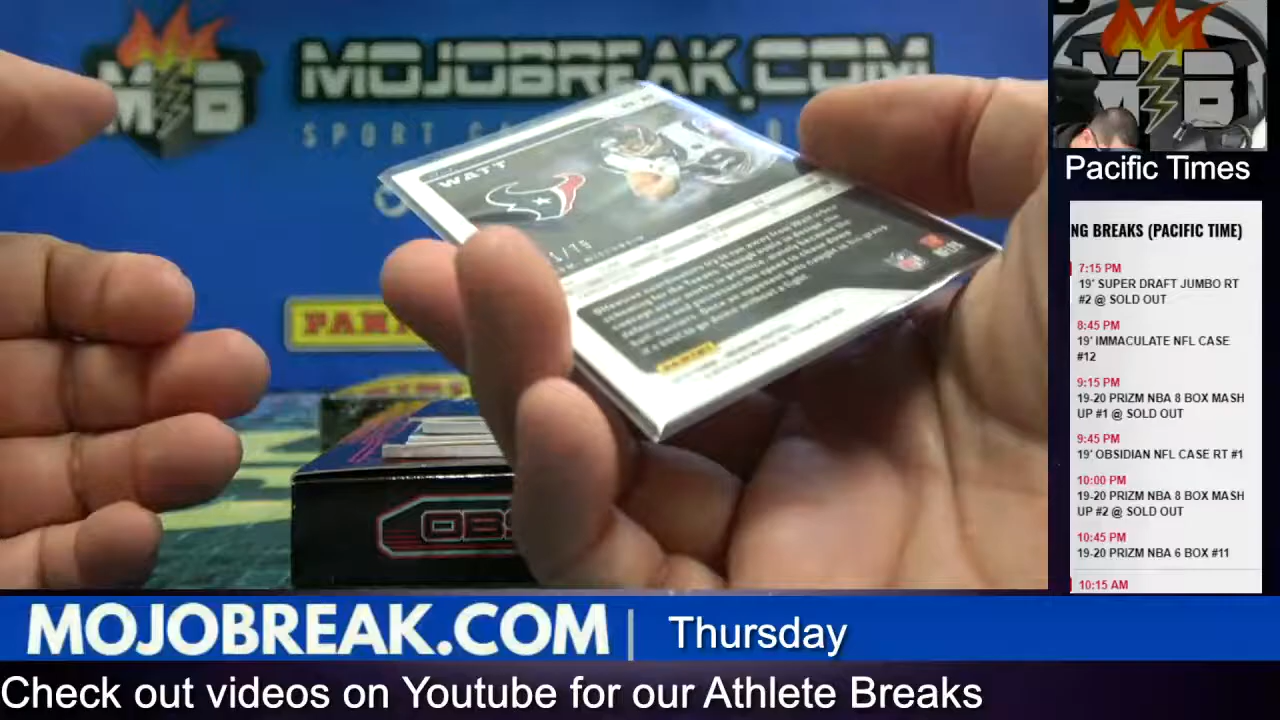 MOJOBREAK.COM
MB
SPORT
WATT
/75
PANINI
OBS
MB
Pacific Times
NG BREAKS (PACIFIC TIME)
7:15 PM
19' SUPER DRAFT JUMBO RT
#2 @ SOLD OUT
8:45 PM
19' IMMACULATE NFL CASE
#12
9:15 PM
19-20 PRIZM NBA 8 BOX MASH
UP #1 @ SOLD OUT
9:45 PM
19' OBSIDIAN NFL CASE RT #1
10:00 PM
19-20 PRIZM NBA 8 BOX MASH
UP #2 @ SOLD OUT
10:45 PM
19-20 PRIZM NBA 6 BOX #11
10:15 AM
MOJOBREAK.COM | Thursday
Check out videos on Youtube for our Athlete Breaks